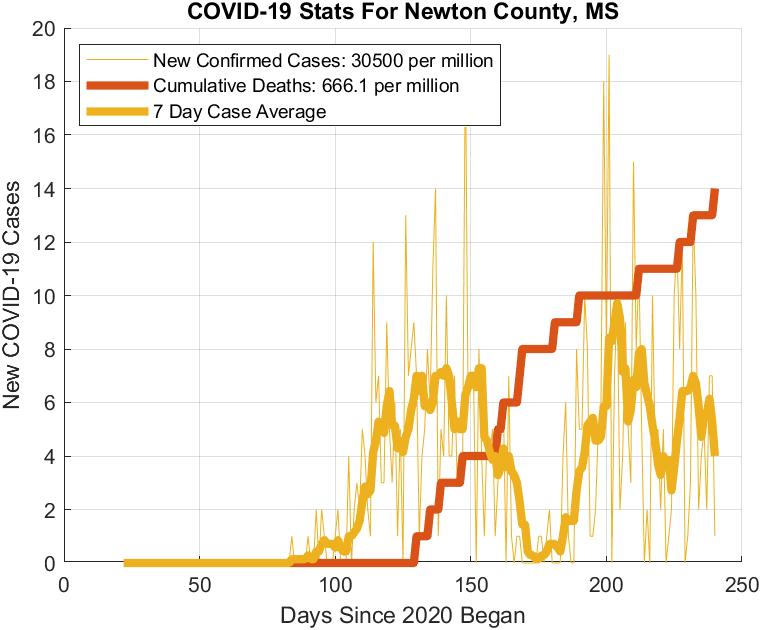 COVID-19 Stats For Newton County, MS
20
18
16
14
12
10
8
6
4
2
0
New COVID-19 Cases
New Confirmed Cases: 30500 per million
Cumulative Deaths: 666.1 per million
7 Day Case Average
0 50 100 150 200 250
Days Since 2020 Began